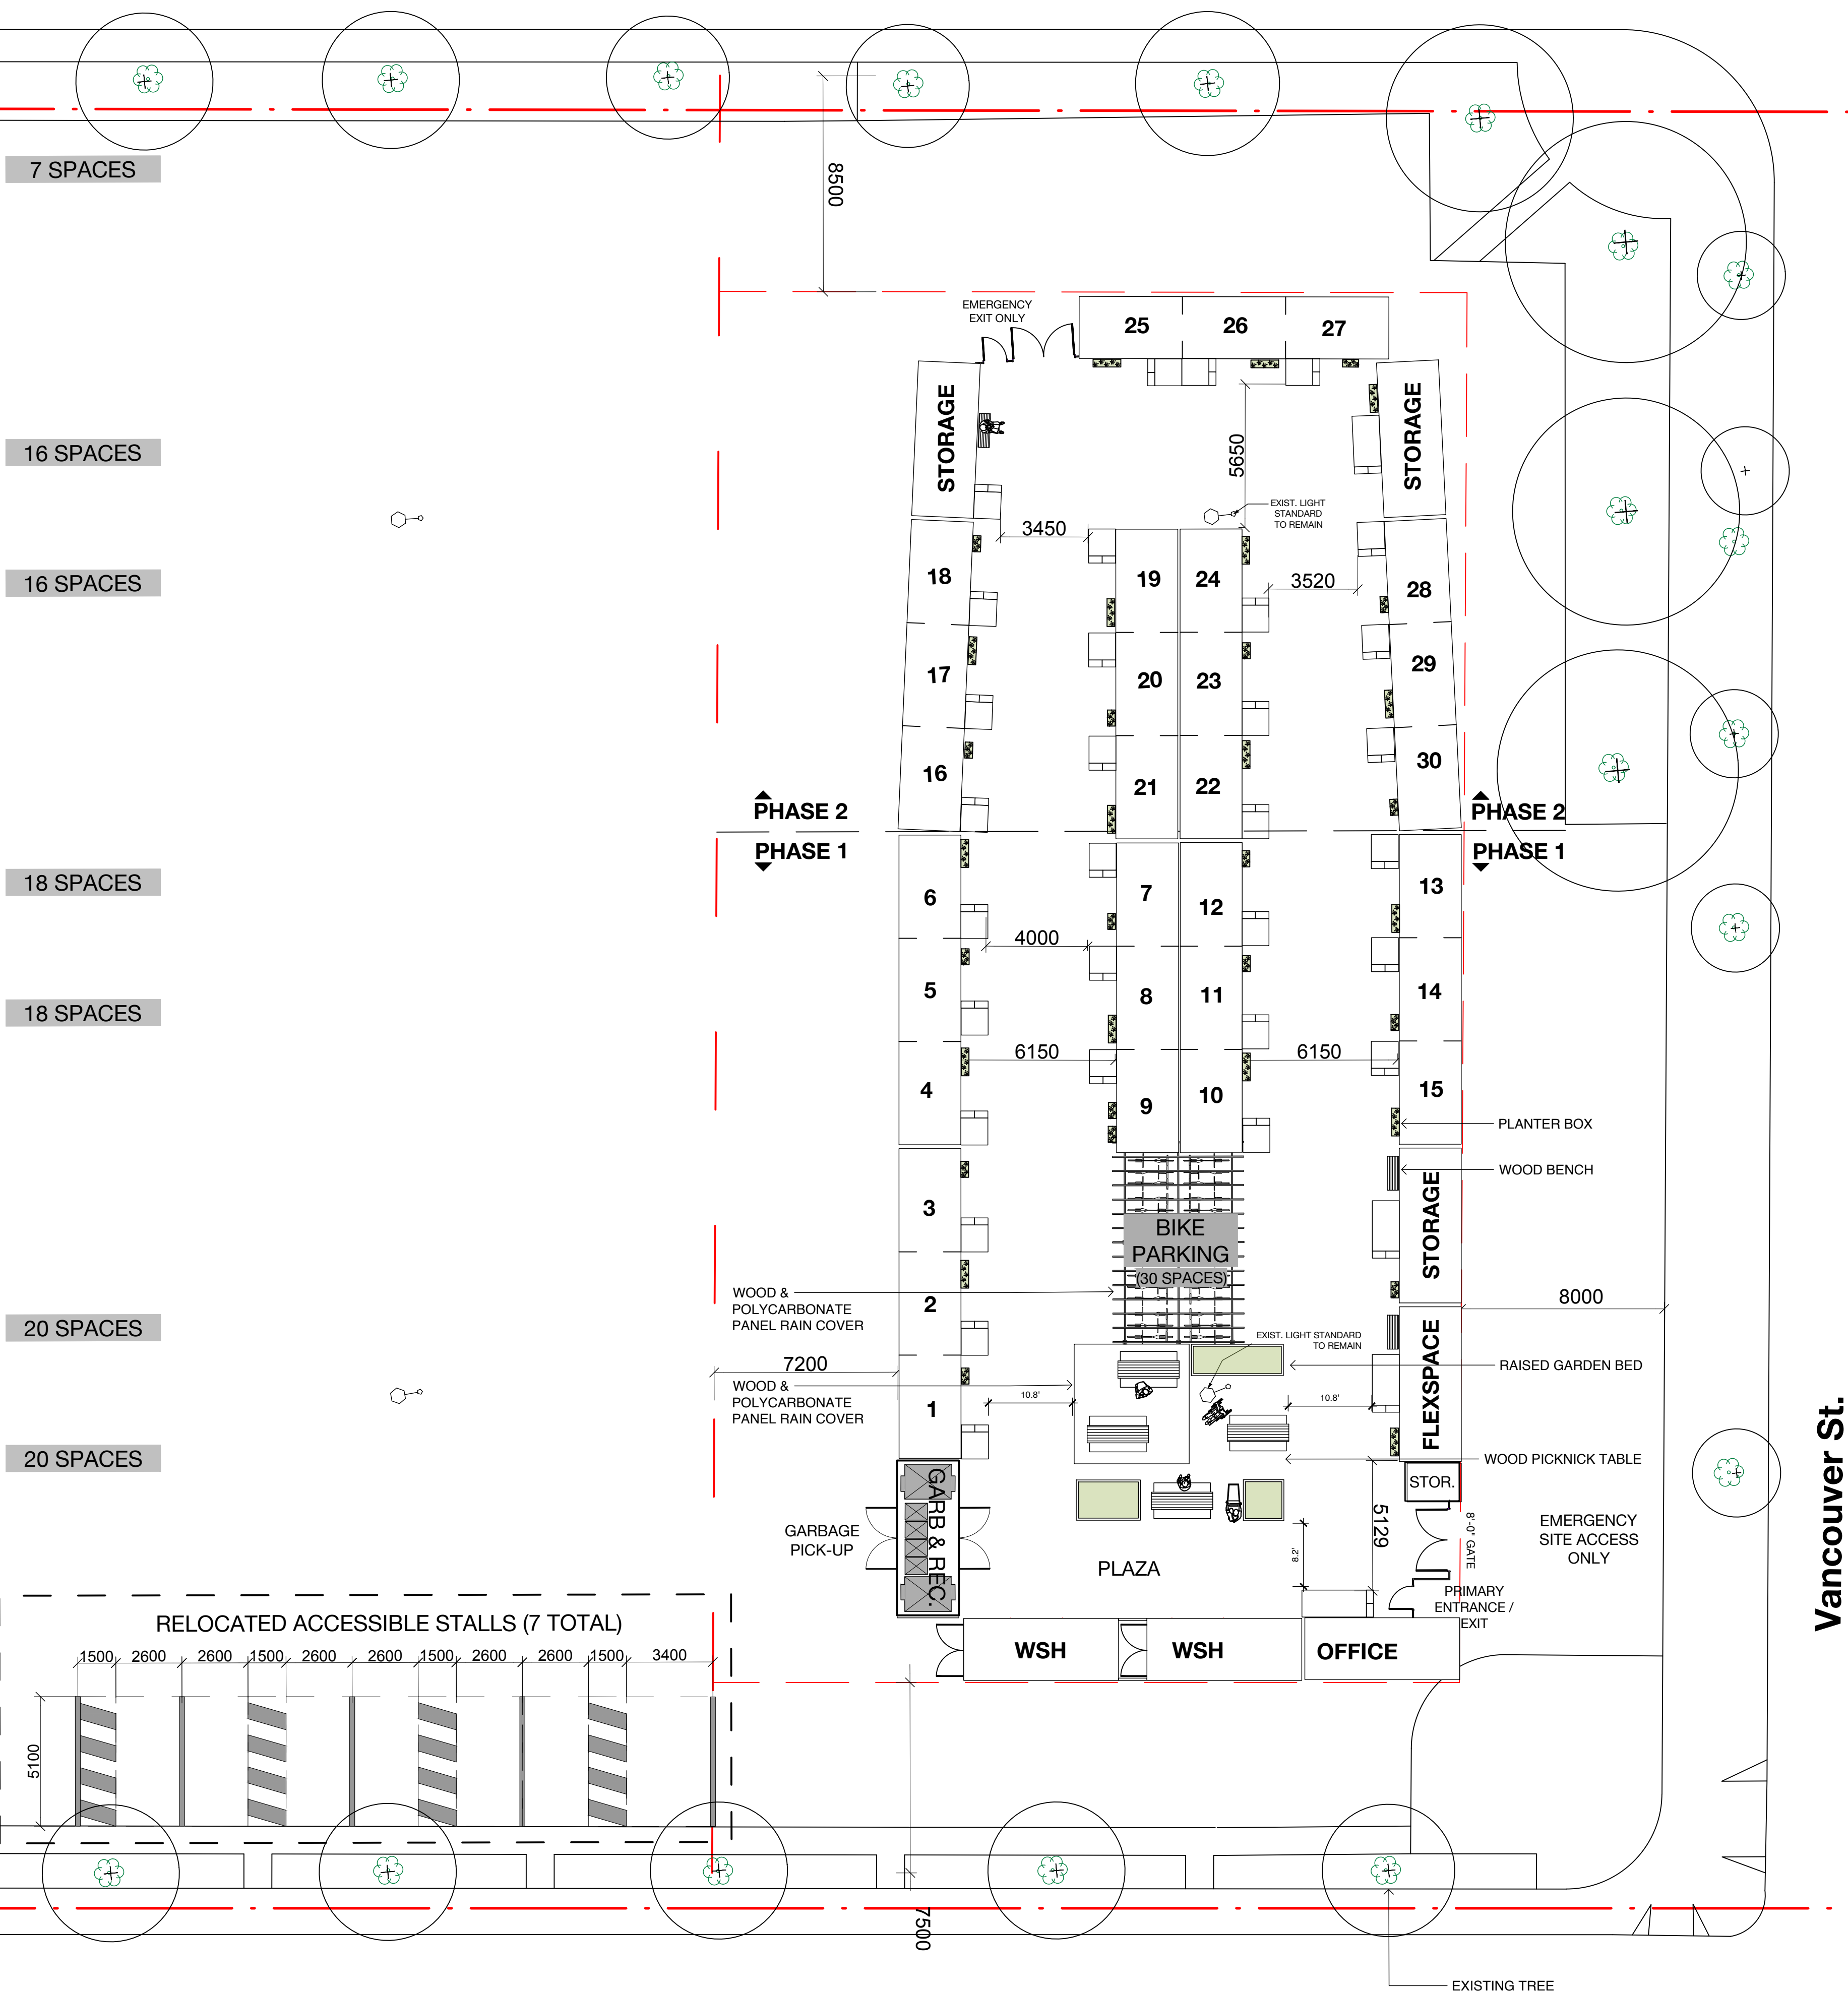 7 SPACES
8500
EMERGENCY
EXIT ONLY
25
26
27
STORAGE
STORAGE
16 SPACES
5650
EXIST. LIGHT
STANDARD
TO REMAIN
3450
16 SPACES
18
19
24
3520
28
17
20
23
29
16
21
22
30
PHASE 2
PHASE 2
PHASE 1
PHASE 1
18 SPACES
6
7
12
13
4000
5
8
11
14
18 SPACES
6150
6150
4
9
10
15
PLANTER BOX
WOOD BENCH
3
STORAGE
BIKE
PARKING
(30 SPACES)
WOOD &
POLYCARBONATE
PANEL RAIN COVER
2
8000
20 SPACES
EXIST. LIGHT STANDARD
TO REMAIN
FLEXSPACE
7200
RAISED GARDEN BED
WOOD &
POLYCARBONATE
PANEL RAIN COVER
1
10.8'
10.8'
20 SPACES
WOOD PICKNICK TABLE
GARB & REC.
STOR.
GARBAGE
PICK-UP
5129
8.2'
8'-0" GATE
EMERGENCY
SITE ACCESS
ONLY
PLAZA
PRIMARY
ENTRANCE /
EXIT
Vancouver St.
RELOCATED ACCESSIBLE STALLS (7 TOTAL)
WSH
WSH
OFFICE
1500
2600
2600
1500
2600
2600
1500
2600
2600
1500
3400
5100
7500
EXISTING TREE